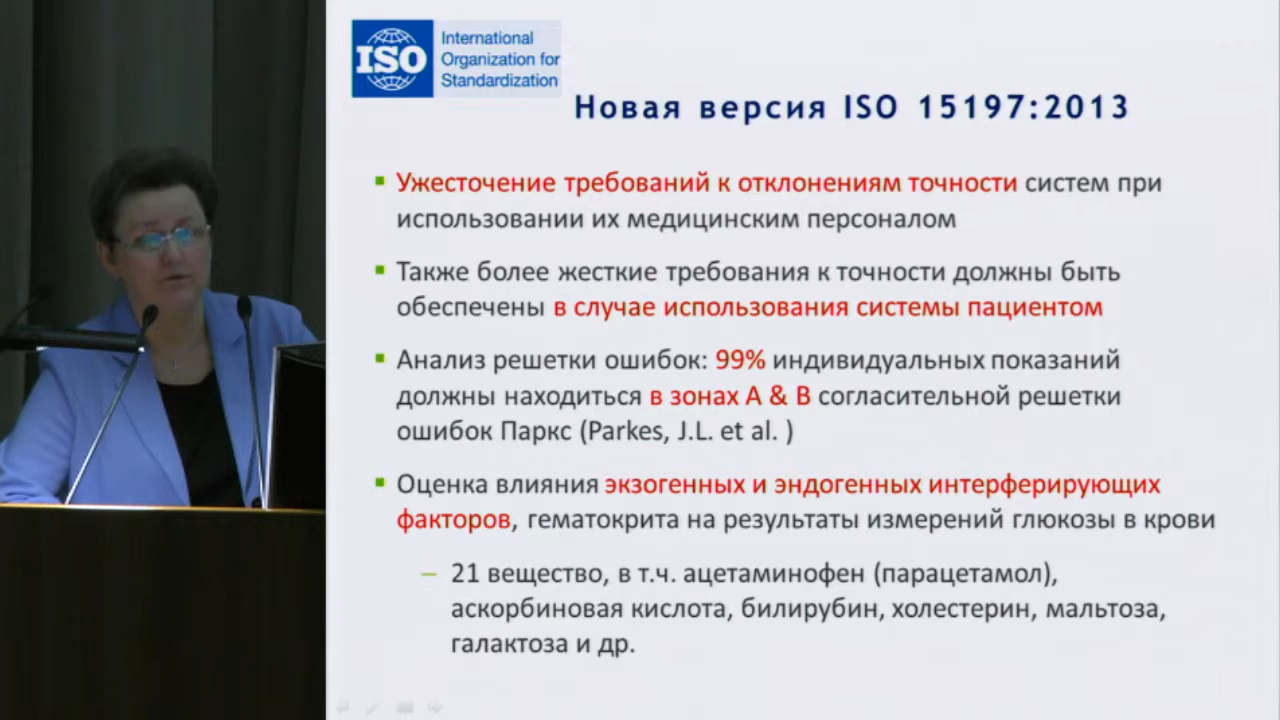 ISO
International
Organization for
Standardization
Новая версия ISO 15197:2013
Ужесточение требований к отклонениям точности систем при
использовании их медицинским персоналом
Также более жесткие требования к точности должны быть
обеспечены в случае использования системы пациентом
Анализ решетки ошибок: 99% индивидуальных показаний
должны находиться в зонах A & B согласительной решетки
ошибок Паркс (Parkes, J.L. et al. )
Оценка влияния экзогенных и эндогенных интерферирующих
факторов, гематокрита на результаты измерений глюкозы в крови
– 21 вещество, в т.ч. ацетаминофен (парацетамол),
аскорбиновая кислота, билирубин, холестерин, мальтоза,
галактоза и др.